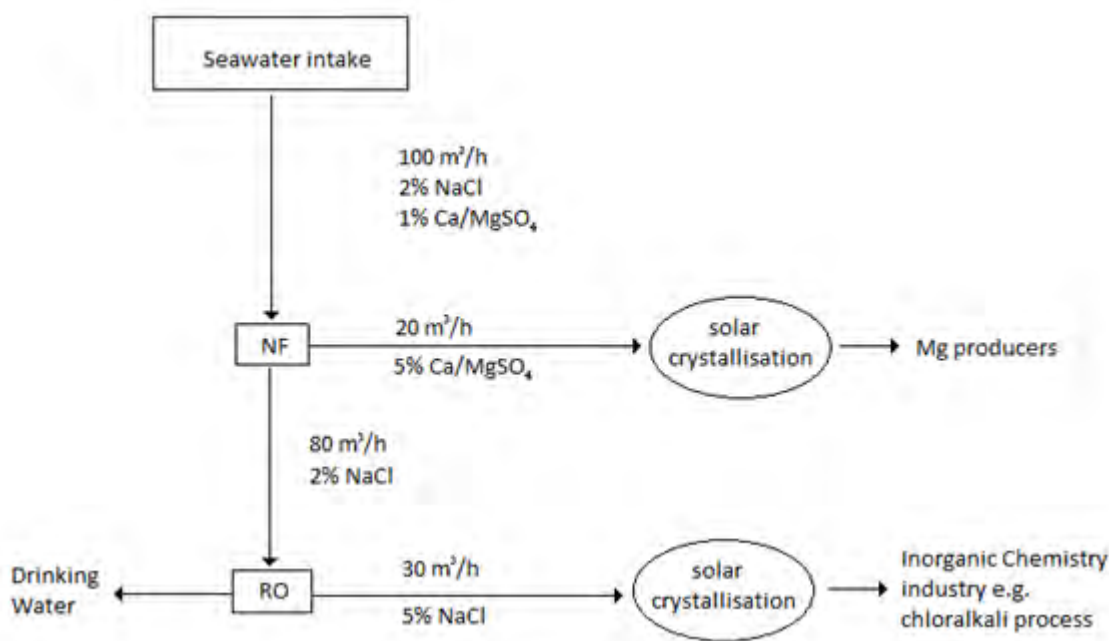 Seawater intake
100 m³/h
2% NaCl
1% Ca/MgSO₄
NF
20 m³/h
5% Ca/MgSO₄
solar
crystallisation
Mg producers
80 m³/h
2% NaCl
Drinking
Water
RO
30 m³/h
5% NaCl
solar
crystallisation
Inorganic Chemistry
industry e.g.
chloralkali process